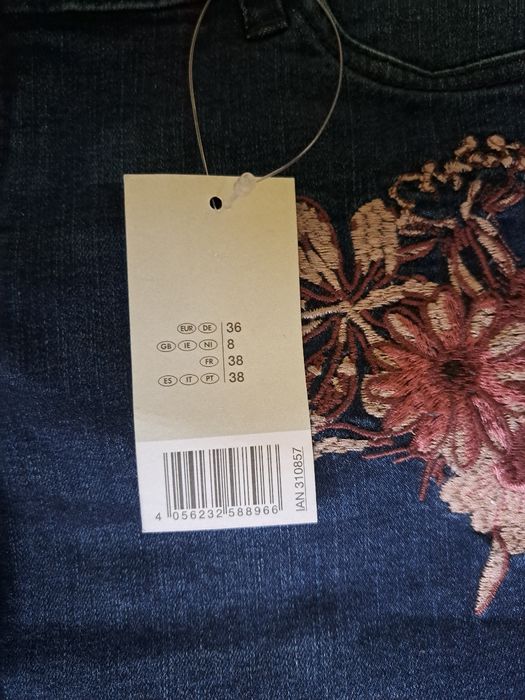 EUR DE 36
GB IE NI 8
FR 38
ES IT PT 38
4 056232 588966
IAN 310857